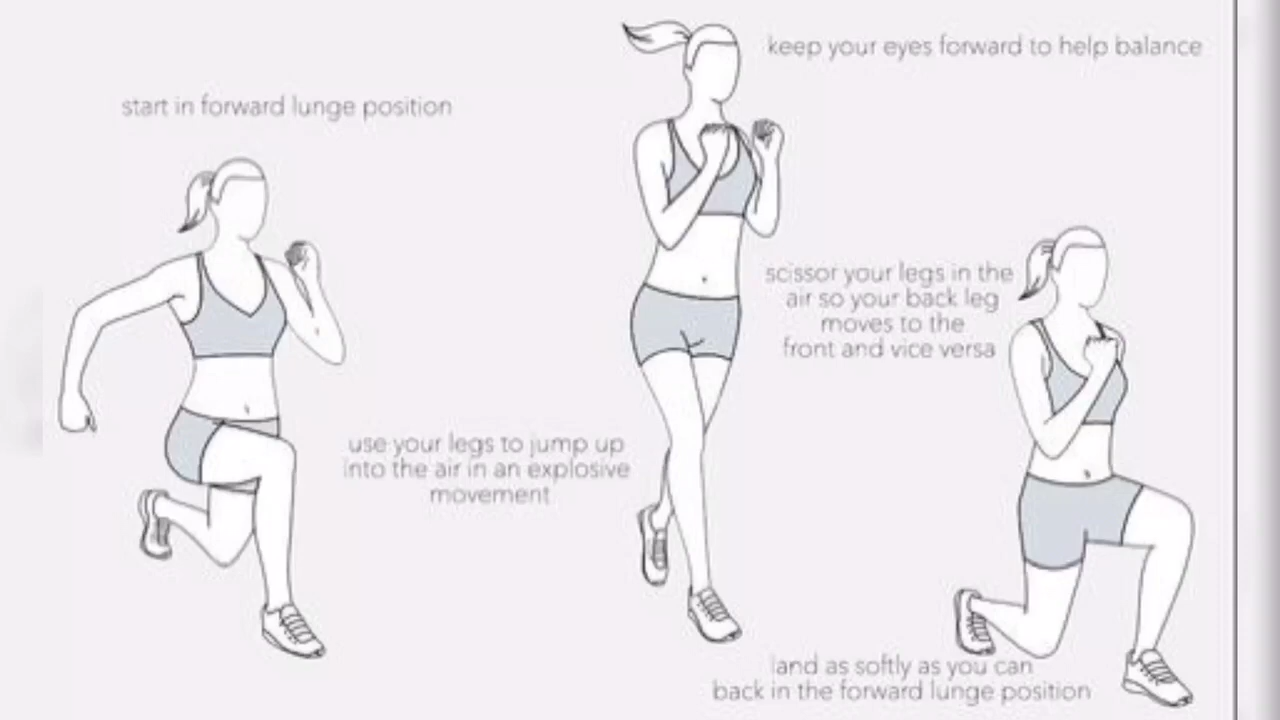 start in forward lunge position
use your legs to jump up
into the air in an explosive
movement
keep your eyes forward to help balance
scissor your legs in the
air so your back leg
moves to the
front and vice versa
land as softly as you can
back in the forward lunge position